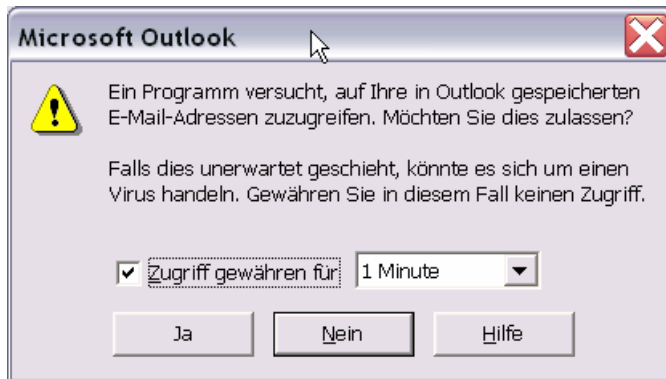 Microsoft Outlook
Ein Programm versucht, auf Ihre in Outlook gespeicherten
E-Mail-Adressen zuzugreifen. Möchten Sie dies zulassen?
Falls dies unerwartet geschieht, könnte es sich um einen
Virus handeln. Gewähren Sie in diesem Fall keinen Zugriff.
Zugriff gewähren für 1 Minute
Ja Nein Hilfe